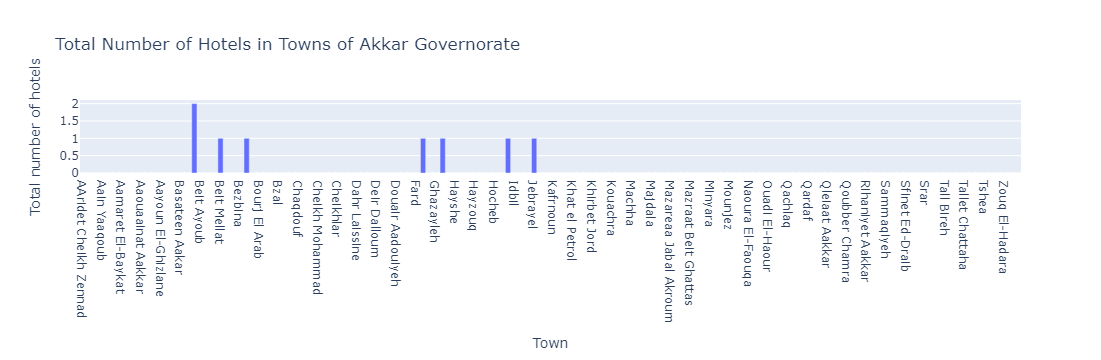 Total Number of Hotels in Towns of Akkar Governorate
Total number of hotels
2
1.5
1
0.5
0
AArldet Cheikh Zennad
Aain Yaaqoub
Aamaret El-Baykat
Aaouaainat Aakkar
Aayoun El-Ghizlane
Basateen Aakar
Beit Ayoub
Beit Mellat
Bezbina
Bourj El Arab
Bzal
Chaqdouf
Cheikh Mohammad
Cheikhlar
Dahr Laissine
Deir Dalloum
Douair Aadouiyeh
Fard
Ghazayleh
Hayshe
Hayzouq
Hocheb
Idbil
Jebrayel
Kafrnoun
Khat el Petrol
Khirbet Jord
Kouachra
Machha
Majdala
Mazareaa Jabal Akroum
Mazraat Beit Ghattas
Minyara
Mounjez
Naoura El-Faouqa
Ouadi El-Haour
Qachlaq
Qardaf
Qleiaat Aakkar
Qoubber Chamra
Rihaniyet Aakkar
Sammaqiyeh
Sfinet Ed-Draib
Srar
Tall Bireh
Tallet Chattaha
Tshea
Zouq El-Hadara
Town